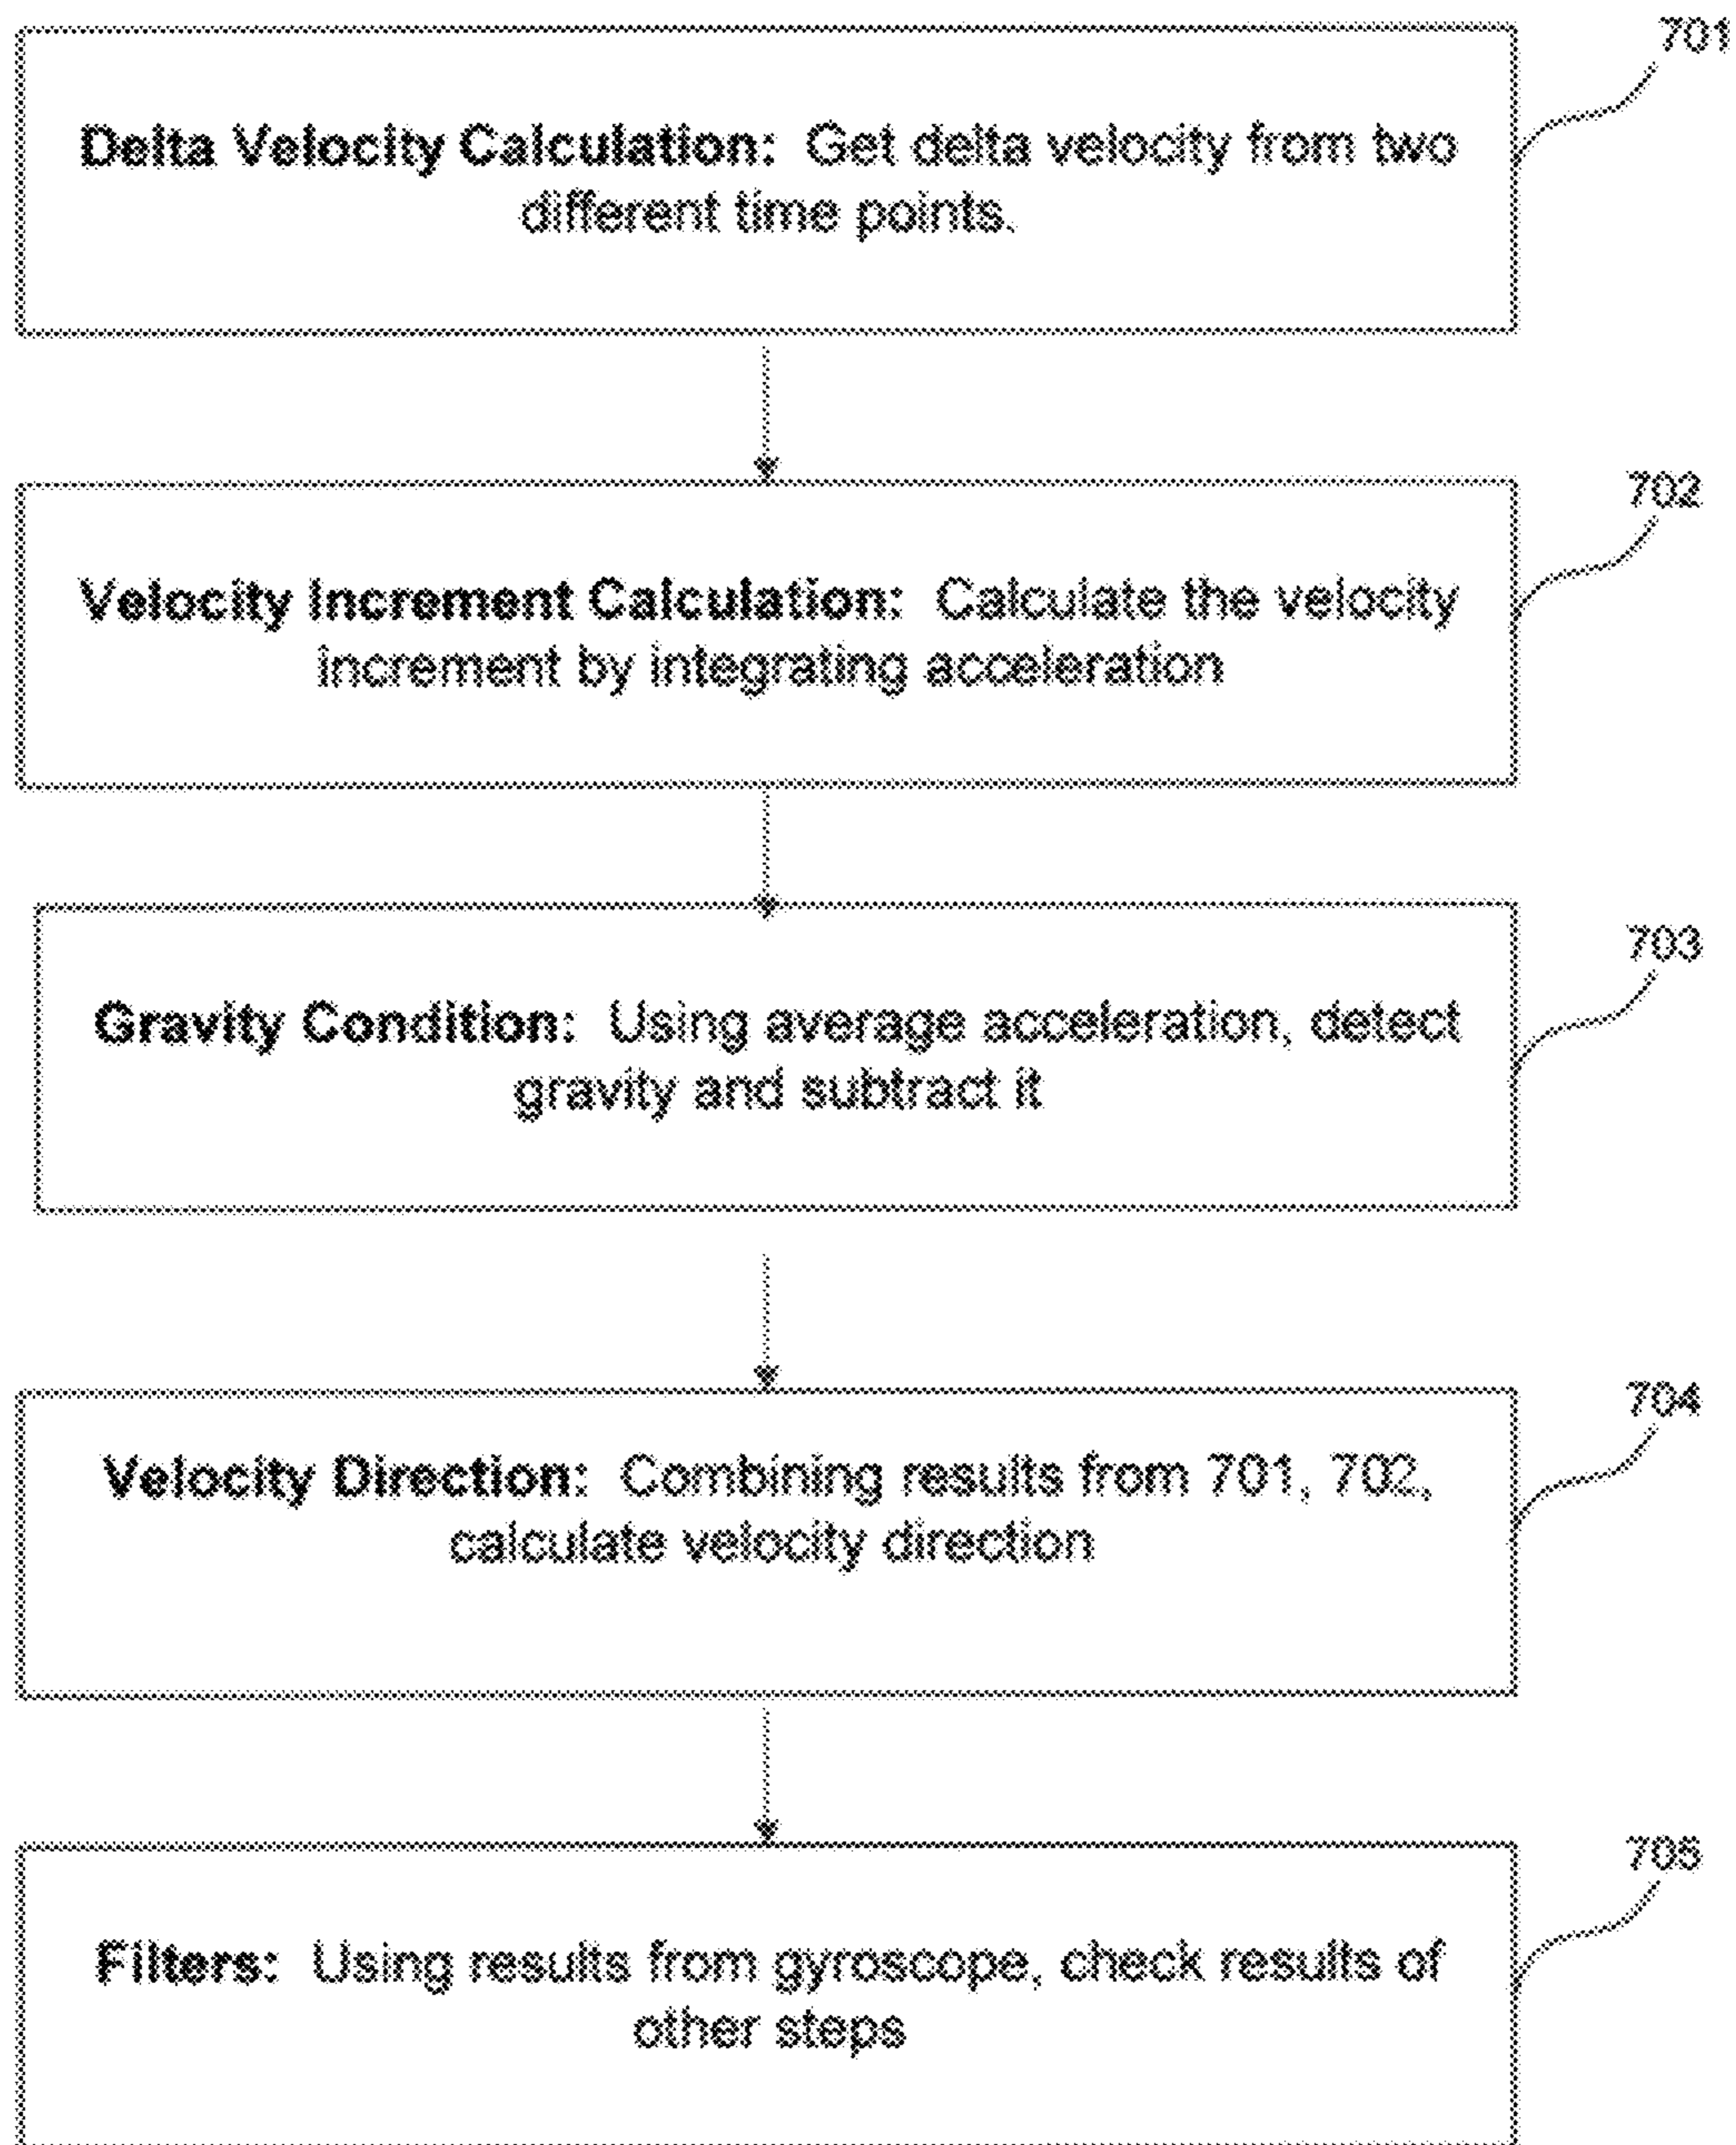 701
Delta Velocity Calculation: Get delta velocity from two
different time points.
702
Velocity Increment Calculation: Calculate the velocity
increment by integrating acceleration
703
Gravity Condition: Using average acceleration, detect
gravity and subtract it
704
Velocity Direction: Combining results from 701, 702,
calculate velocity direction
705
Filters: Using results from gyroscope, check results of
other steps